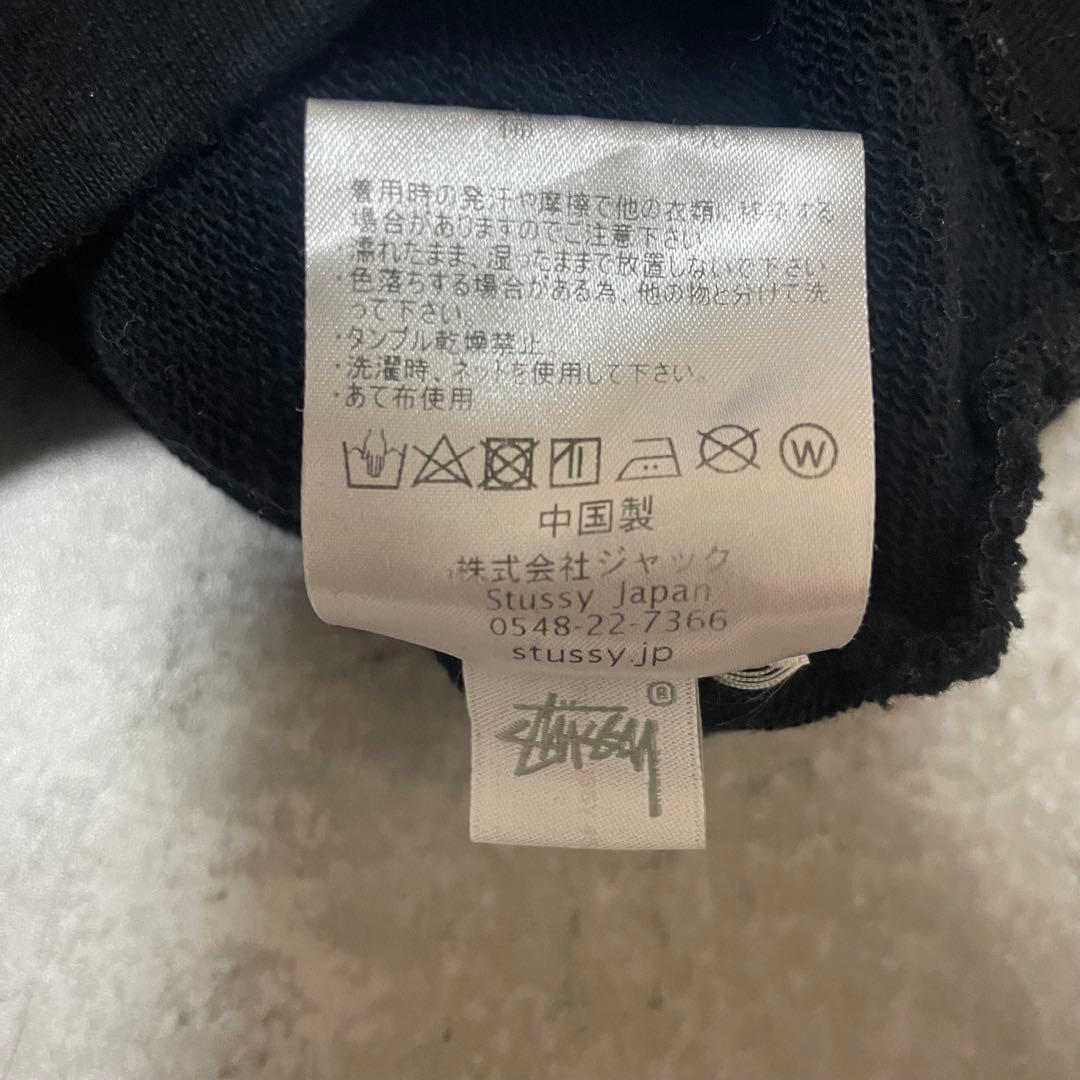 ・着用時の発汗や摩擦で他の衣類に移染する
場合がありますのでご注意下さい
・濡れたまま、湿ったままで放置しないで下さい
・色落ちする場合がある為、他の物と分けて洗
って下さい。
・タンブル乾燥禁止
・洗濯時、ネットを使用して下さい。
・あて布使用
W
中国製
株式会社ジャック
Stussy Japan
0548-22-7366
stussy.jp
STÜSSY®